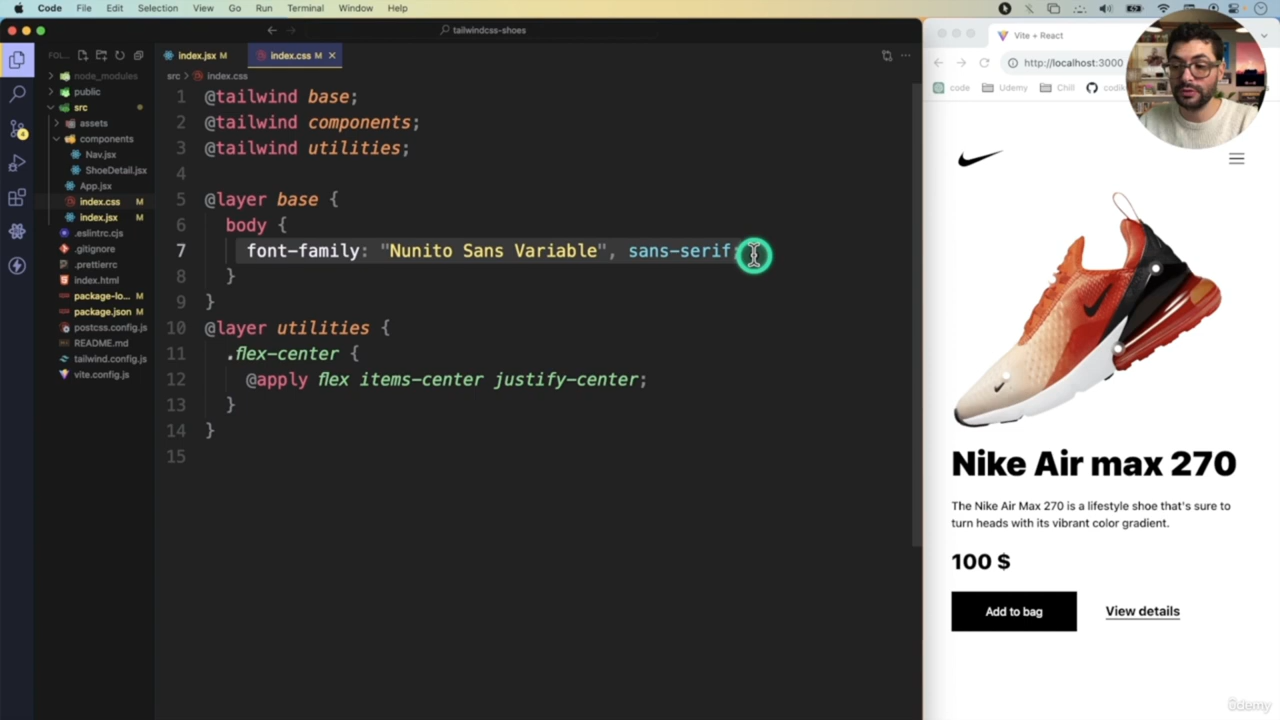 Code File Edit Selection View Go Run Terminal Window Help
tailwindcss-shoes
FOL...
node_modules
public
src
assets
components
Nav.jsx
ShoeDetail.jsx
App.jsx
index.css M
index.jsx M
.eslintrc.cjs
.gitignore
.prettierrc
index.html
package-lo... M
package.json M
postcss.config.js
README.md
tailwind.config.js
vite.config.js
index.jsx M
index.css M
src > index.css
1 @tailwind base;
2 @tailwind components;
3 @tailwind utilities;
4
5 @layer base {
6 body {
7 font-family: "Nunito Sans Variable", sans-serif;
8 }
9 }
10 @layer utilities {
11 .flex-center {
12 @apply flex items-center justify-center;
13 }
14 }
15
Vite + React
http://localhost:3000
code Udemy Chill
Nike Air max 270
The Nike Air Max 270 is a lifestyle shoe that's sure to
turn heads with its vibrant color gradient.
100 $
Add to bag View details
ûdemy